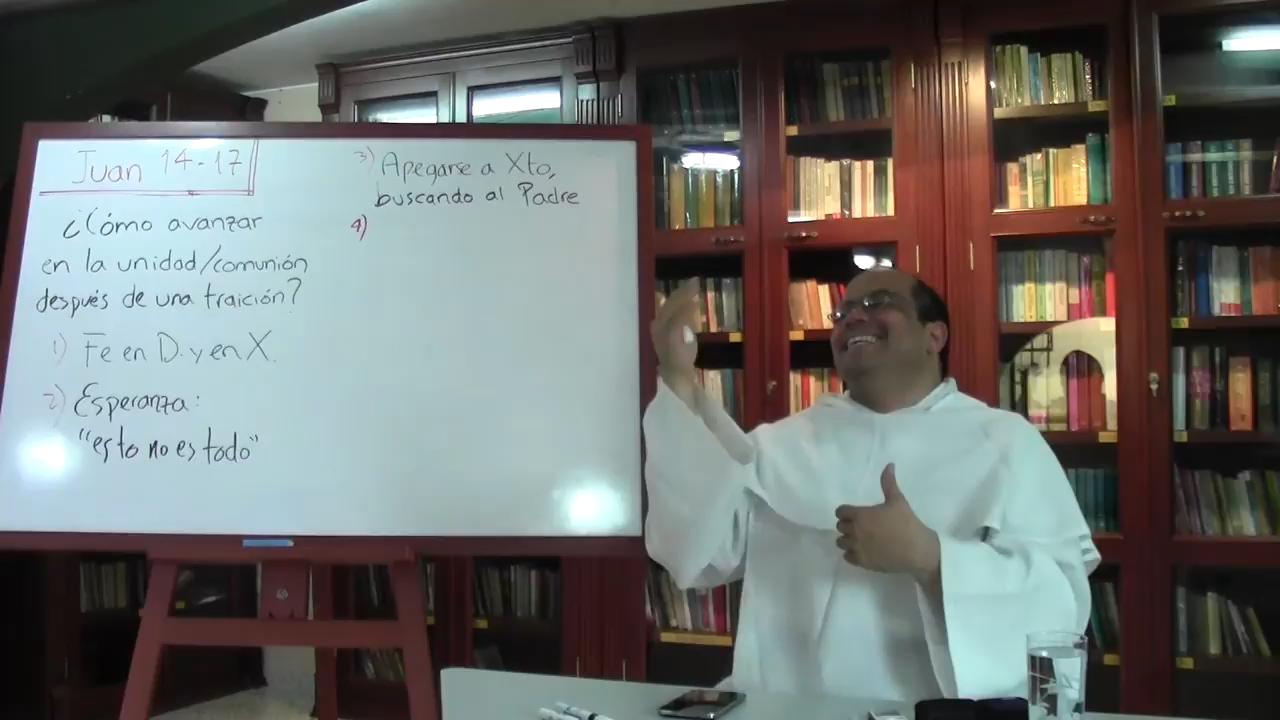 Juan 14-17
¿Cómo avanzar
en la unidad/comunión
después de una traición?
1) Fe en D. y en X.
2) Esperanza:
"esto no es todo"
3) Apegarse a Xto,
buscando al Padre
4)